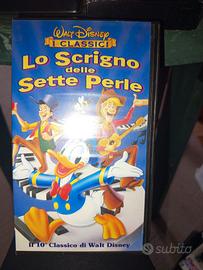 Walt Disney
I CLASSICI
Lo Scrigno
delle
Sette Perle
Il 10° Classico di Walt Disney
subito